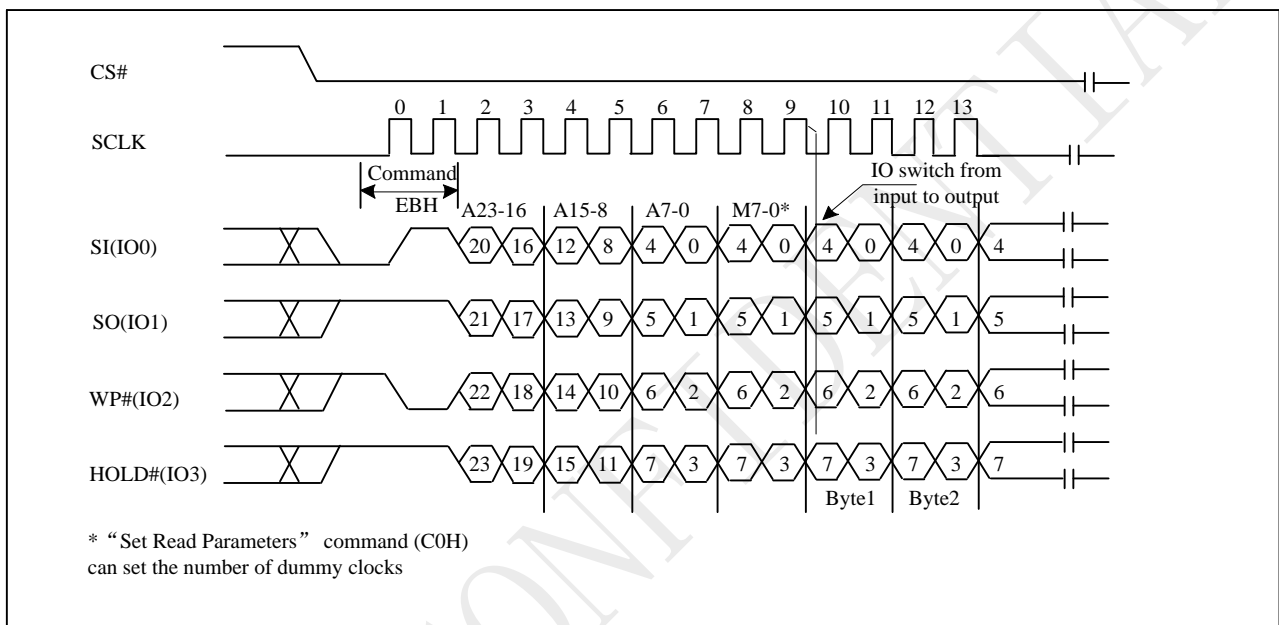 CS#
0 1 2 3 4 5 6 7 8 9 10 11 12 13
SCLK
Command
EBH
IO switch from
input to output
A23-16 A15-8 A7-0 M7-0*
SI(IO0) 20 16 12 8 4 0 4 0 4 0 4 0 4
SO(IO1) 21 17 13 9 5 1 5 1 5 1 5 1 5
WP#(IO2) 22 18 14 10 6 2 6 2 6 2 6 2 6
HOLD#(IO3) 23 19 15 11 7 3 7 3 7 3 7 3 7
Byte1 Byte2
* “Set Read Parameters” command (C0H)
can set the number of dummy clocks
ONFIDENTIA